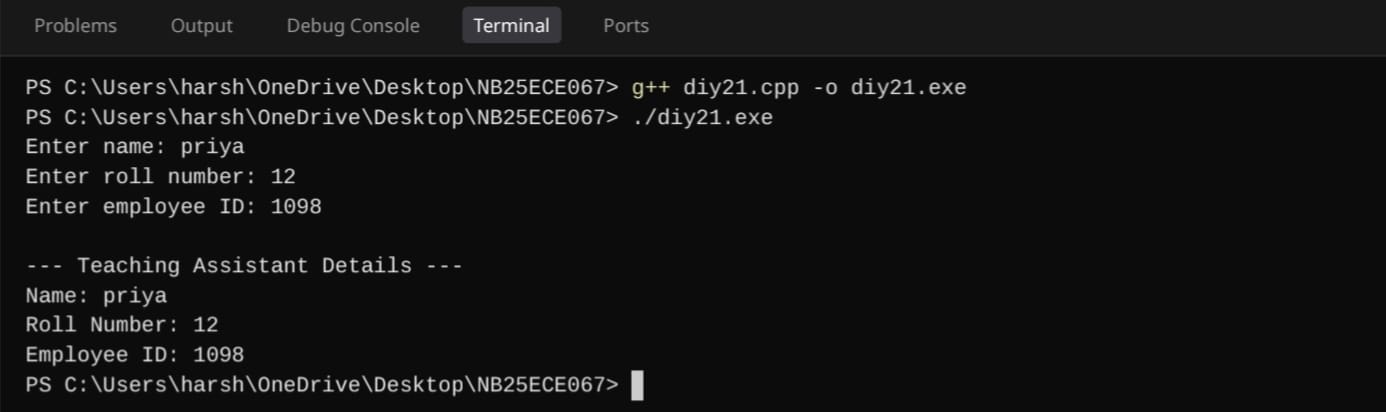 Problems Output Debug Console Terminal Ports
PS C:\Users\harsh\OneDrive\Desktop\NB25ECE067> g++ diy21.cpp -o diy21.exe
PS C:\Users\harsh\OneDrive\Desktop\NB25ECE067> ./diy21.exe
Enter name: priya
Enter roll number: 12
Enter employee ID: 1098
--- Teaching Assistant Details ---
Name: priya
Roll Number: 12
Employee ID: 1098
PS C:\Users\harsh\OneDrive\Desktop\NB25ECE067>